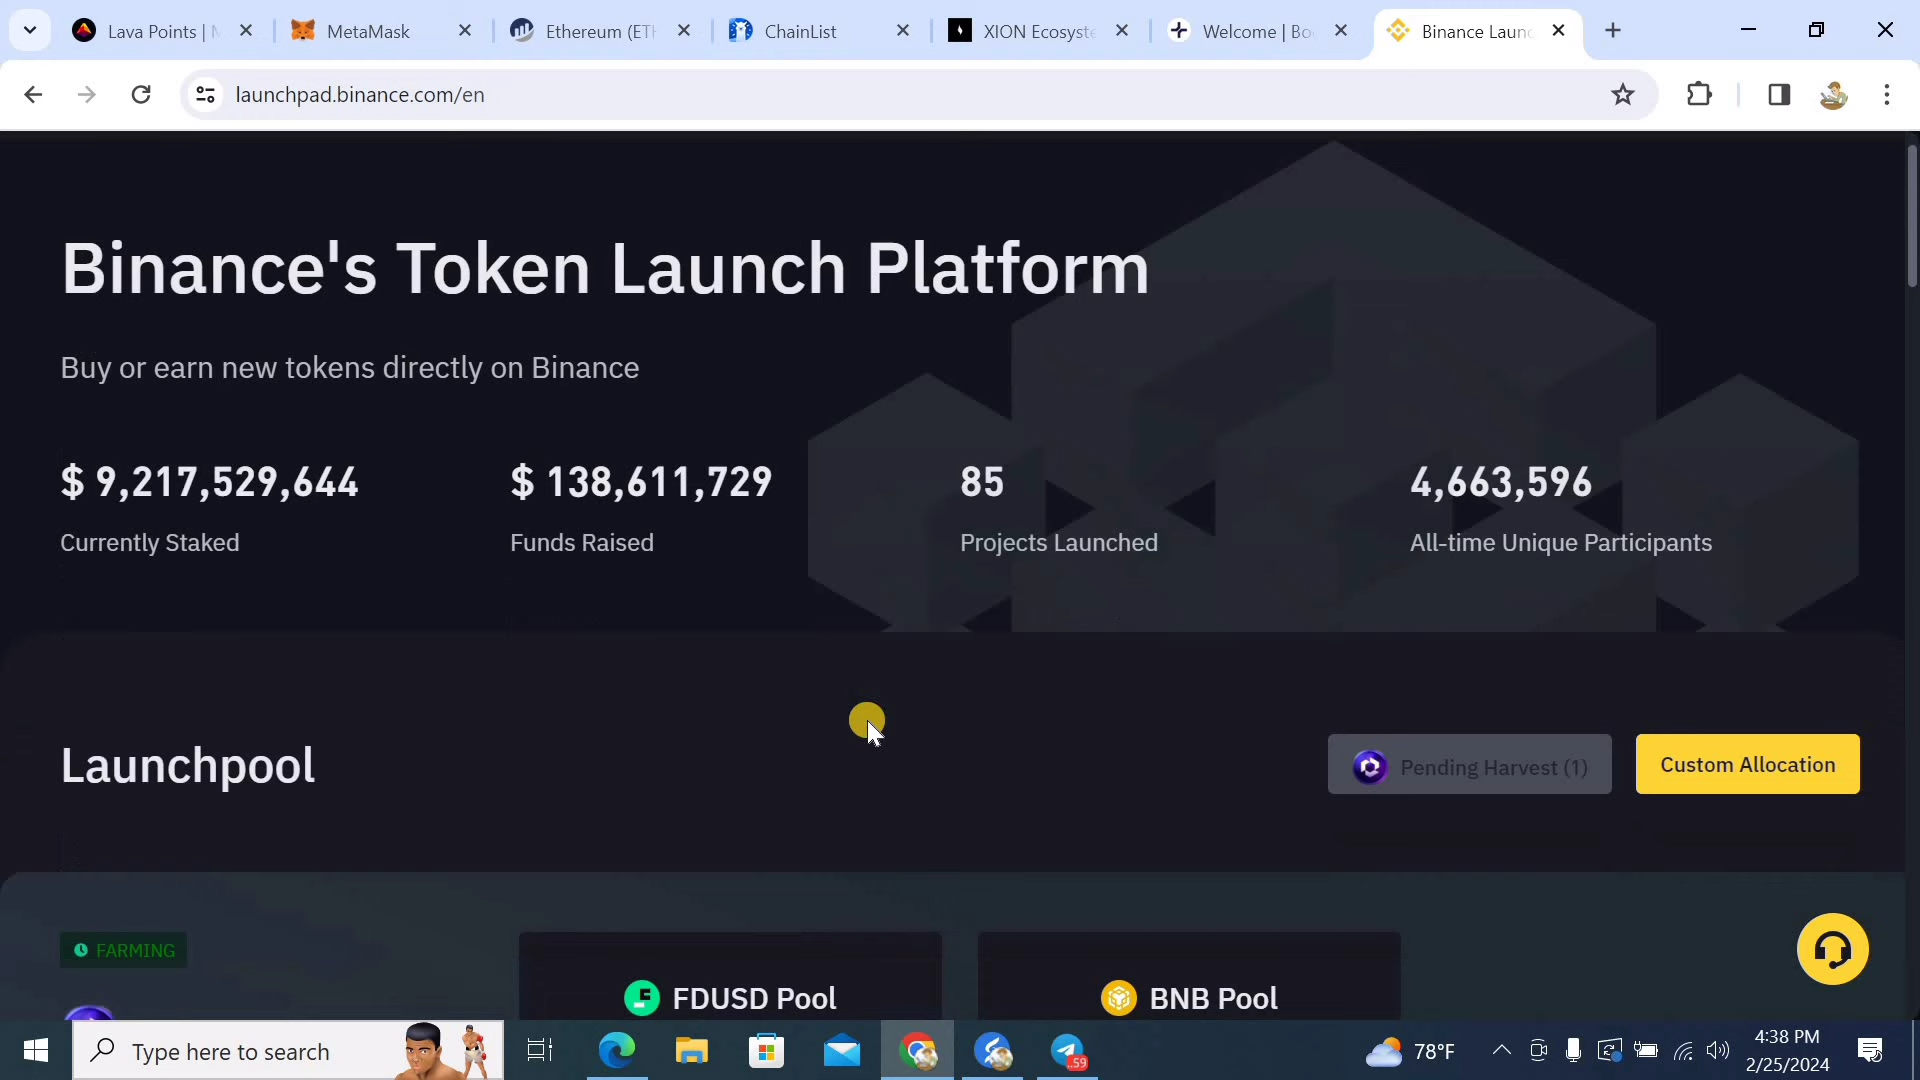 Lava Points | M
MetaMask
Ethereum (ETH
ChainList
XION Ecosyste
Welcome | Bo
Binance Laun
launchpad.binance.com/en
Binance's Token Launch Platform
Buy or earn new tokens directly on Binance
$ 9,217,529,644
$ 138,611,729
85
4,663,596
Currently Staked
Funds Raised
Projects Launched
All-time Unique Participants
Launchpool
Pending Harvest (1)
Custom Allocation
FARMING
FDUSD Pool
BNB Pool
Type here to search
..59
78°F
4:38 PM
2/25/2024